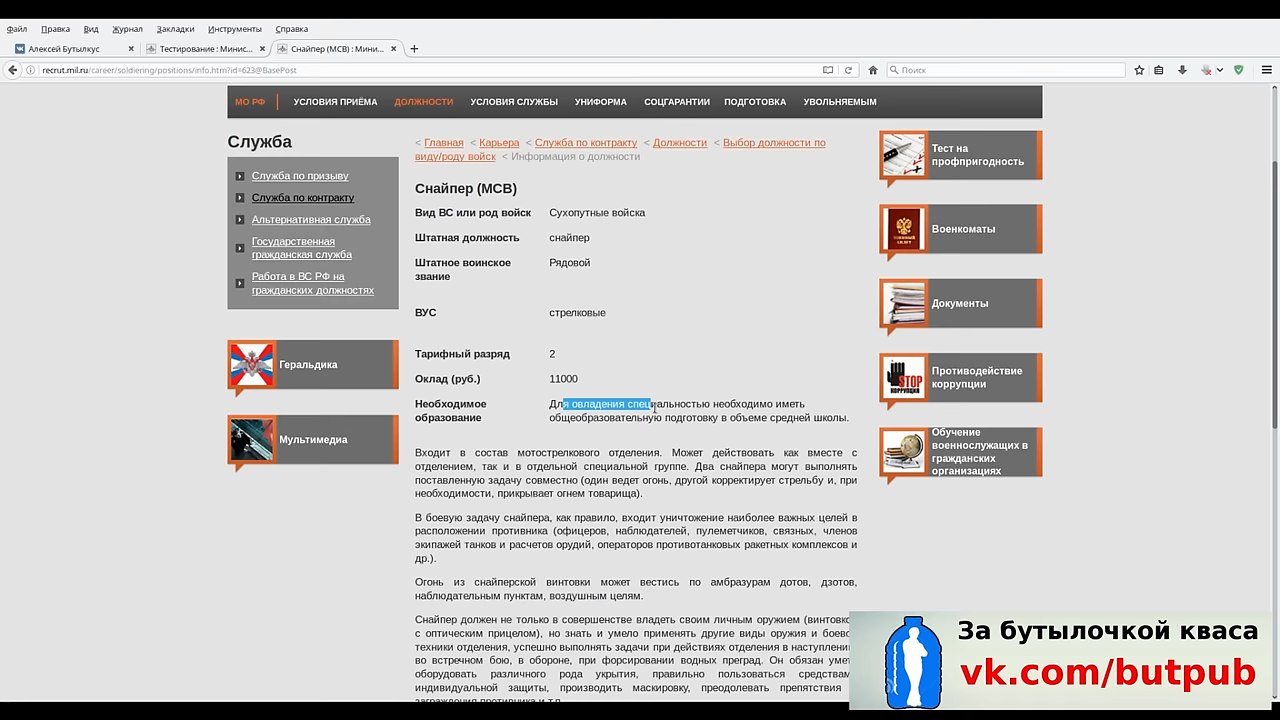 Файл Правка Вид Журнал Закладки Инструменты Справка
Алексей Бутылкус
Тестирование : Минис...
Снайпер (МСВ) : Мини...
recrut.mil.ru/career/soldiering/positions/info.htm?id=623@BasePost
Поиск
МО РФ УСЛОВИЯ ПРИЁМА ДОЛЖНОСТИ УСЛОВИЯ СЛУЖБЫ УНИФОРМА СОЦГАРАНТИИ ПОДГОТОВКА УВОЛЬНЯЕМЫМ
Служба
Служба по призыву
Служба по контракту
Альтернативная служба
Государственная
гражданская служба
Работа в ВС РФ на
гражданских должностях
Геральдика
Мультимедиа
< Главная < Карьера < Служба по контракту < Должности < Выбор должности по
виду/роду войск < Информация о должности
Снайпер (МСВ)
Вид ВС или род войск Сухопутные войска
Штатная должность снайпер
Штатное воинское Рядовой
звание
ВУС стрелковые
Тарифный разряд 2
Оклад (руб.) 11000
Необходимое Для овладения специальностью необходимо иметь
образование общеобразовательную подготовку в объеме средней школы.
Входит в состав мотострелкового отделения. Может действовать как вместе с
отделением, так и в отдельной специальной группе. Два снайпера могут выполнять
поставленную задачу совместно (один ведет огонь, другой корректирует стрельбу и, при
необходимости, прикрывает огнем товарища).
В боевую задачу снайпера, как правило, входит уничтожение наиболее важных целей в
расположении противника (офицеров, наблюдателей, пулеметчиков, связных, членов
экипажей танков и расчетов орудий, операторов противотанковых ракетных комплексов и
др.).
Огонь из снайперской винтовки может вестись по амбразурам дотов, дзотов,
наблюдательным пунктам, воздушным целям.
Снайпер должен не только в совершенстве владеть своим личным оружием (винтовко
с оптическим прицелом), но знать и умело применять другие виды оружия и боево
техники отделения, успешно выполнять задачи при действиях отделения в наступлении
во встречном бою, в обороне, при форсировании водных преград. Он обязан умет
оборудовать различного рода укрытия, правильно пользоваться средствам
индивидуальной защиты, производить маскировку, преодолевать препятствия
заграждения противника и т.п.
Тест на
профпригодность
Военкоматы
Документы
STOP
КОРРУПЦИЯ
Противодействие
коррупции
Обучение
военнослужащих в
гражданских
организациях
За бутылочкой кваса
vk.com/butpub